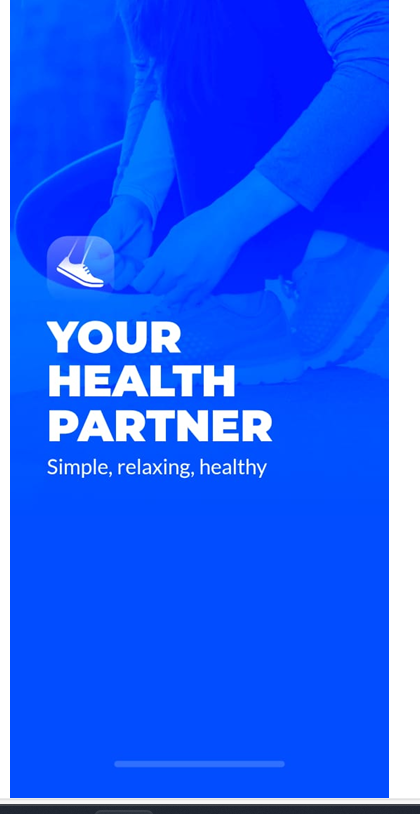 YOUR
HEALTH
PARTNER
Simple, relaxing, healthy